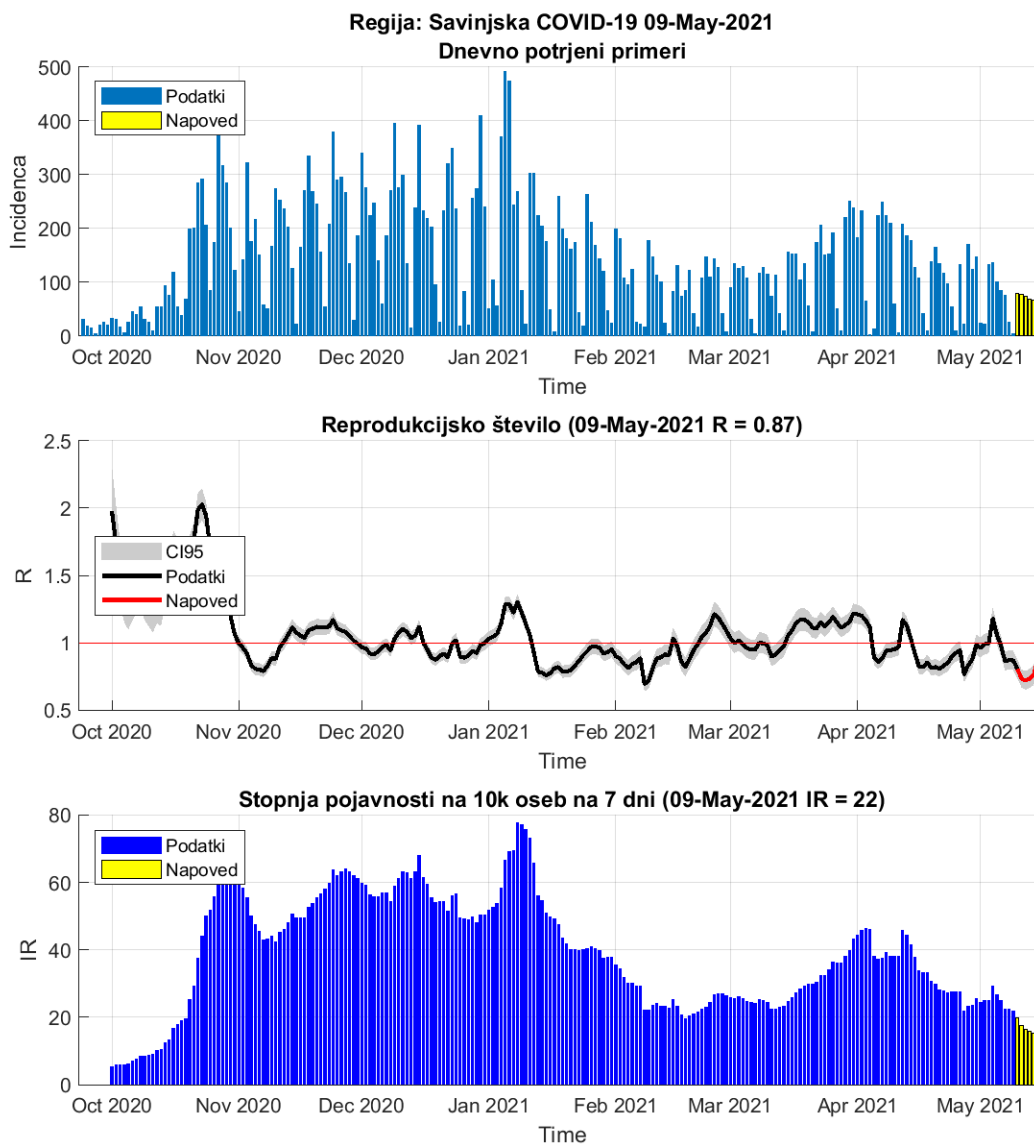 Regija: Savinjska COVID-19 09-May-2021
Dnevno potrjeni primeri
500
400
300
200
100
0
Incidenca
Podatki
Napoved
Oct 2020 Nov 2020 Dec 2020 Jan 2021 Feb 2021 Mar 2021 Apr 2021 May 2021
Time
Reprodukcijsko število (09-May-2021 R = 0.87)
2.5
2
1.5
1
0.5
R
CI95
Podatki
Napoved
Oct 2020 Nov 2020 Dec 2020 Jan 2021 Feb 2021 Mar 2021 Apr 2021 May 2021
Time
Stopnja pojavnosti na 10k oseb na 7 dni (09-May-2021 IR = 22)
80
60
40
20
0
IR
Podatki
Napoved
Oct 2020 Nov 2020 Dec 2020 Jan 2021 Feb 2021 Mar 2021 Apr 2021 May 2021
Time